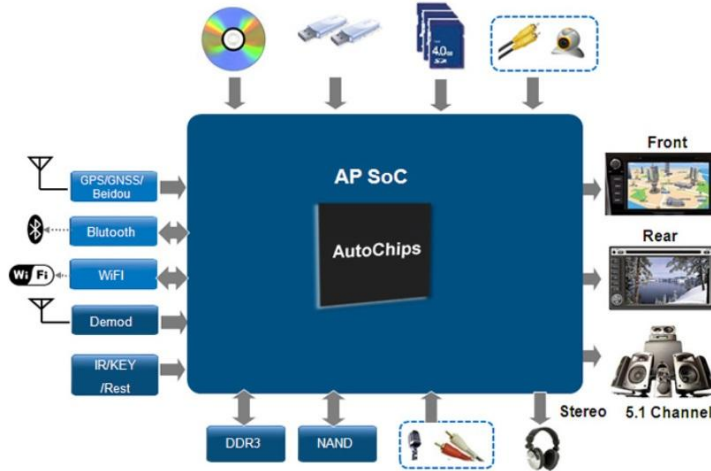 4.0GB
SD
Front
AP SoC
GPS/GNSS/
Beidou
Rear
Blutooth
AutoChips
Wi Fi
WiFI
Demod
IR/KEY
/Rest
Stereo
5.1 Channel
DDR3
NAND